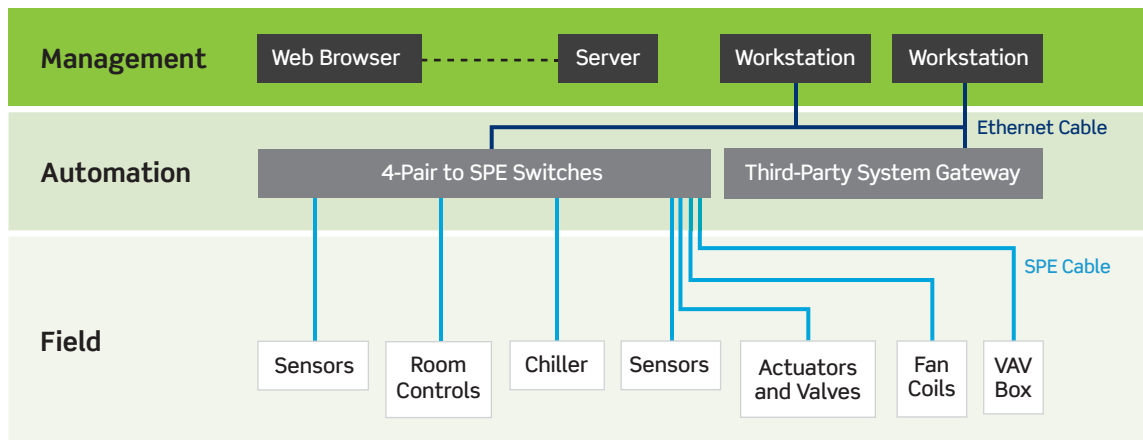 Management
Web Browser
Server
Workstation
Workstation
Ethernet Cable
Automation
4-Pair to SPE Switches
Third-Party System Gateway
SPE Cable
Field
Sensors
Room
Controls
Chiller
Sensors
Actuators
and Valves
Fan
Coils
VAV
Box